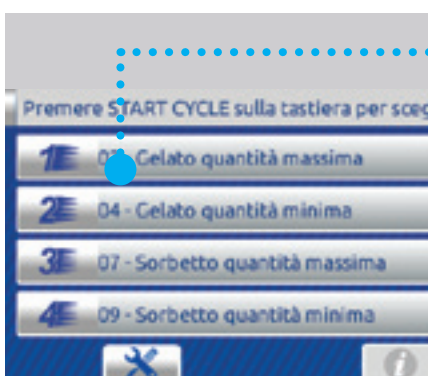 Premere START CYCLE sulla tastiera per sceg
1 Gelato quantità massima
2 04 - Gelato quantità minima
3 07 - Sorbetto quantità massima
4 09 - Sorbetto quantità minima
i